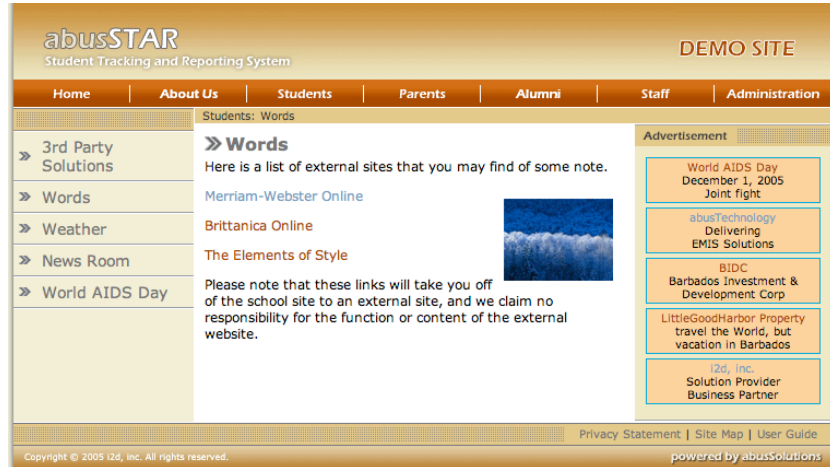 abusSTAR
Student Tracking and Reporting System
DEMO SITE
Home About Us Students Parents Alumni Staff Administration
Students: Words
3rd Party
Solutions
Words
Weather
News Room
World AIDS Day
Words
Here is a list of external sites that you may find of some note.
Merriam-Webster Online
Brittanica Online
The Elements of Style
Please note that these links will take you off
of the school site to an external site, and we claim no
responsibility for the function or content of the external
website.
Advertisement
World AIDS Day
December 1, 2005
Joint fight
abusTechnology
Delivering
EMIS Solutions
BIDC
Barbados Investment &
Development Corp
LittleGoodHarbor Property
travel the World, but
vacation in Barbados
i2d, inc.
Solution Provider
Business Partner
Privacy Statement | Site Map | User Guide
Copyright © 2005 i2d, inc. All rights reserved.
powered by abusSolutions